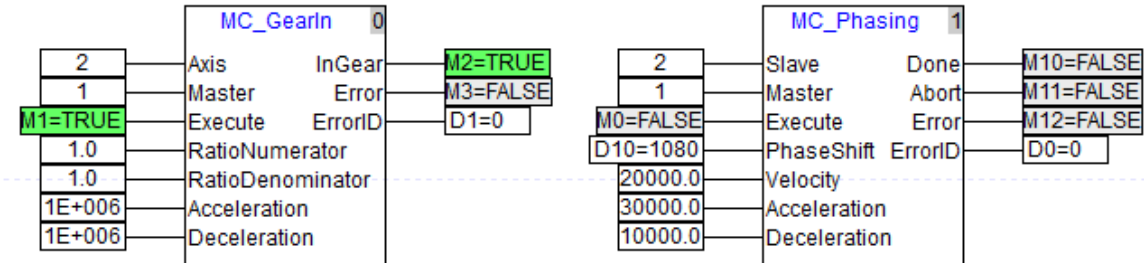 MC_GearIn 0
2 Axis InGear M2=TRUE
1 Master Error M3=FALSE
M1=TRUE Execute ErrorID D1=0
1.0 RatioNumerator
1.0 RatioDenominator
1E+006 Acceleration
1E+006 Deceleration
MC_Phasing 1
2 Slave Done M10=FALSE
1 Master Abort M11=FALSE
M0=FALSE Execute Error M12=FALSE
D10=1080 PhaseShift ErrorID D0=0
20000.0 Velocity
30000.0 Acceleration
10000.0 Deceleration